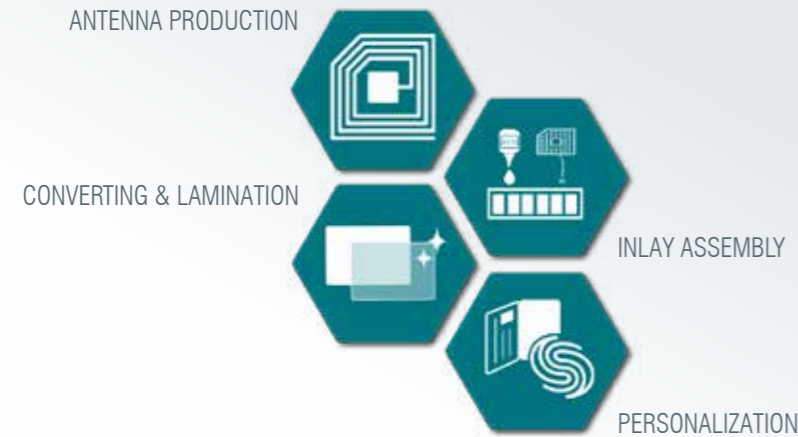 ANTENNA PRODUCTION
CONVERTING & LAMINATION
INLAY ASSEMBLY
PERSONALIZATION